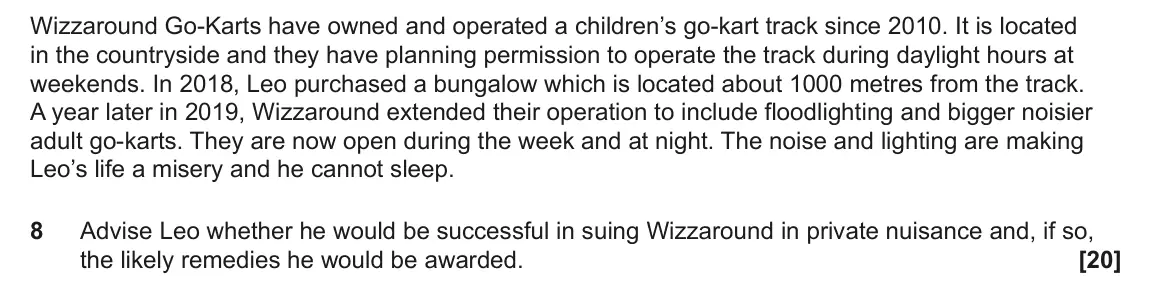 Wizzaround Go-Karts have owned and operated a children’s go-kart track since 2010. It is located
in the countryside and they have planning permission to operate the track during daylight hours at
weekends. In 2018, Leo purchased a bungalow which is located about 1000 metres from the track.
A year later in 2019, Wizzaround extended their operation to include floodlighting and bigger noisier
adult go-karts. They are now open during the week and at night. The noise and lighting are making
Leo’s life a misery and he cannot sleep.
8 Advise Leo whether he would be successful in suing Wizzaround in private nuisance and, if so,
the likely remedies he would be awarded. [20]